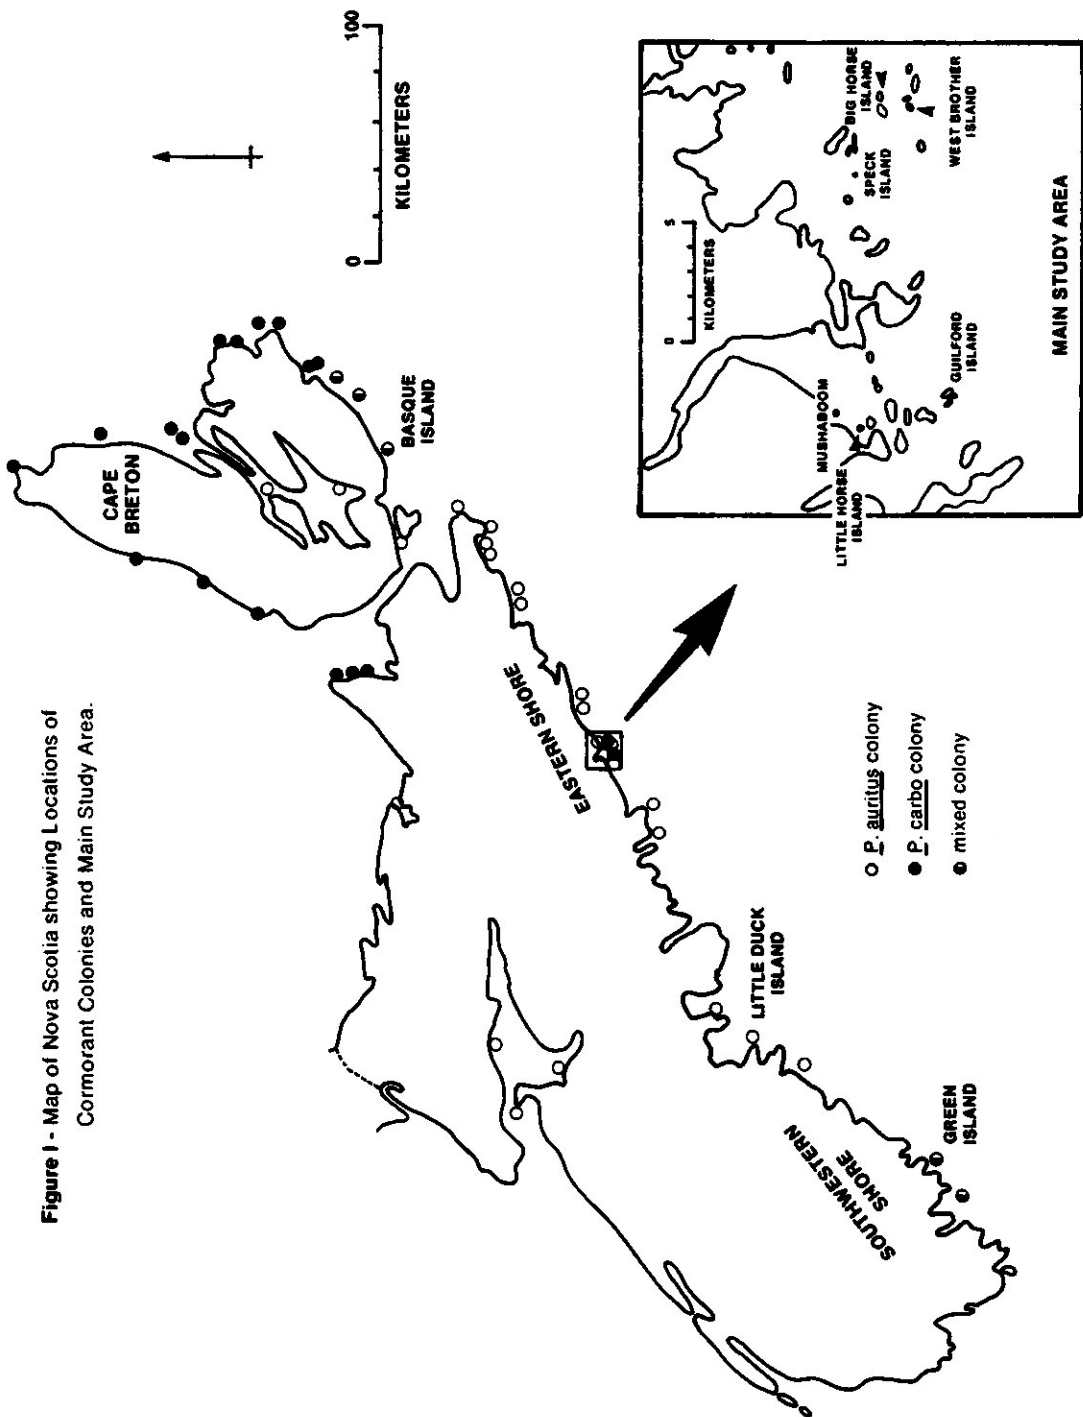 Figure I - Map of Nova Scotia showing Locations of
Cormorant Colonies and Main Study Area.
CAPE
BRETON
BASQUE
ISLAND
0
100
KILOMETERS
EASTERN SHORE
LITTLE DUCK
ISLAND
SOUTHWESTERN
SHORE
GREEN
ISLAND
P. auritus colony
P. carbo colony
mixed colony
0
5
KILOMETERS
MUSHABOOM
LITTLE HORSE
ISLAND
GUILFORD
ISLAND
SPECK
ISLAND
BIG HORSE
ISLAND
WEST BROTHER
ISLAND
MAIN STUDY AREA